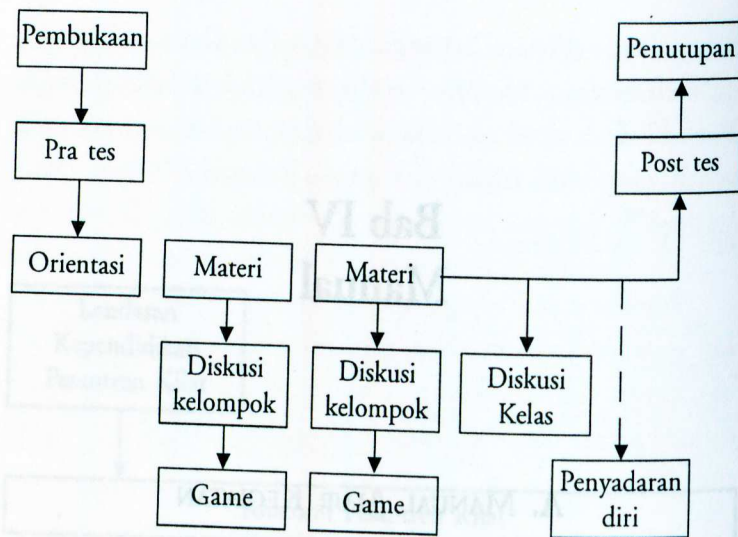 Pembukaan
Penutupan
Pra tes
Post tes
Orientasi
Materi
Materi
Diskusi
kelompok
Diskusi
kelompok
Diskusi
Kelas
Game
Game
Penyadaran
diri
Bab IV
Manual